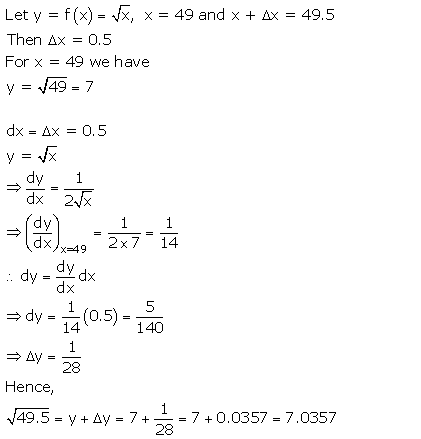 Let y = f(x) = √x, x = 49 and x + Δx = 49.5
Then Δx = 0.5
For x = 49 we have
y = √49 = 7
dx = Δx = 0.5
y = √x
⇒ dy/dx = 1/(2√x)
⇒ (dy/dx)ₓ₌₄₉ = 1/(2 x 7) = 1/14
∴ dy = dy/dx dx
⇒ dy = 1/14 (0.5) = 5/140
⇒ Δy = 1/28
Hence,
√49.5 = y + Δy = 7 + 1/28 = 7 + 0.0357 = 7.0357